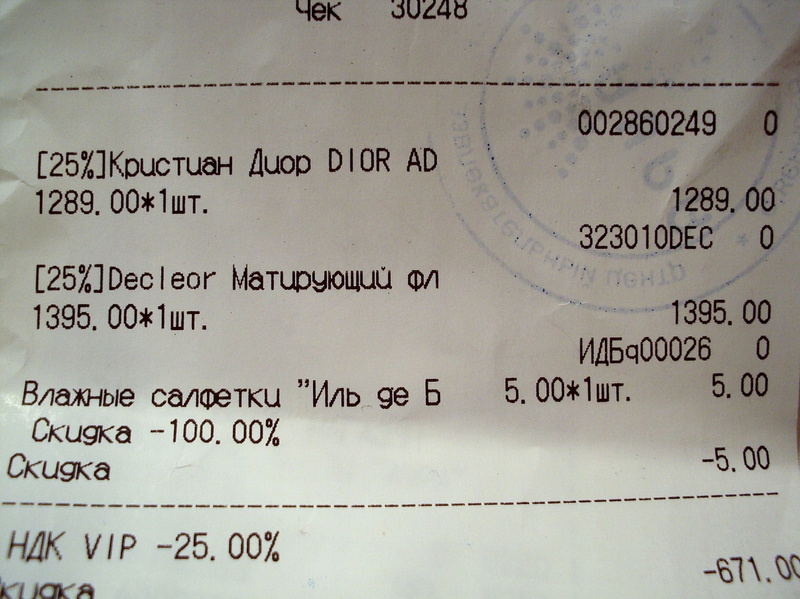 Чек 30248
002860249 0
[25%]Кристиан Диор DIOR AD
1289.00*1шт. 1289.00
323010DEC 0
[25%]Decleor Матирующий фл
1395.00*1шт. 1395.00
ИДБq00026 0
Влажные салфетки "Иль де Б 5.00*1шт. 5.00
Скидка -100.00%
Скидка -5.00
НДК VIP -25.00%
Скидка -671.00